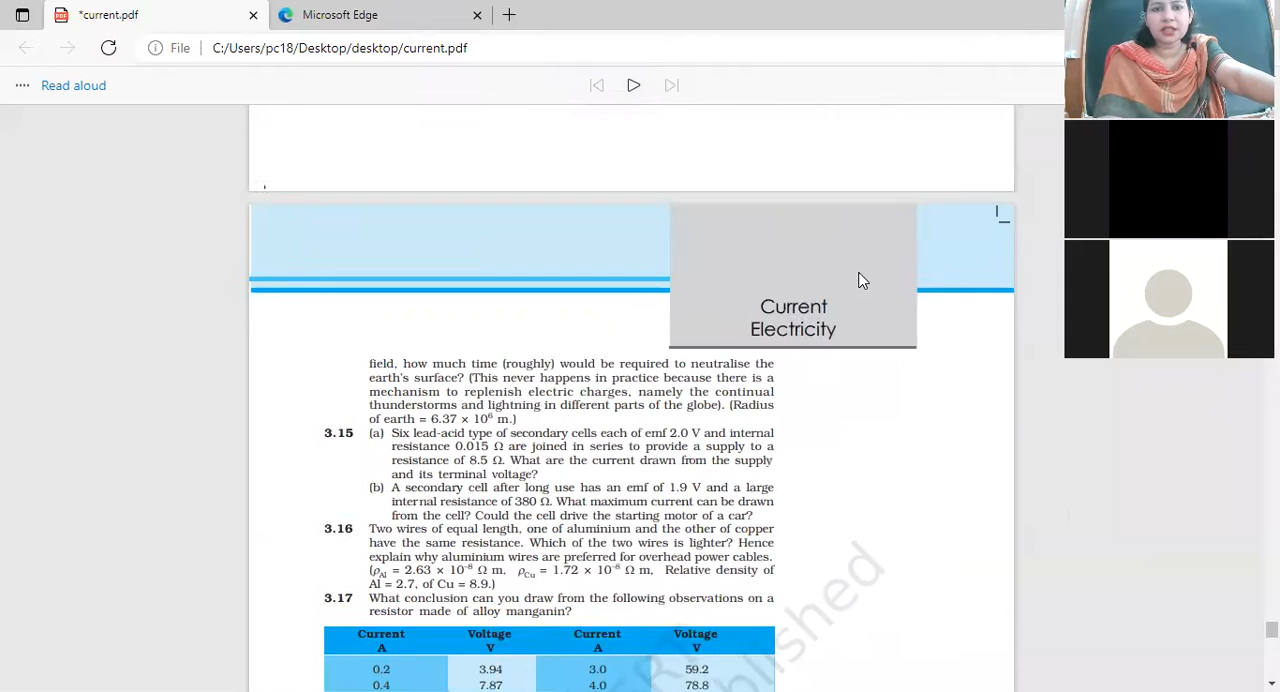 *current.pdf
Microsoft Edge
File
C:/Users/pc18/Desktop/desktop/current.pdf
Read aloud
Current
Electricity
field, how much time (roughly) would be required to neutralise the
earth's surface? (This never happens in practice because there is a
mechanism to replenish electric charges, namely the continual
thunderstorms and lightning in different parts of the globe). (Radius
of earth = 6.37 × 10⁶ m.)
3.15 (a) Six lead-acid type of secondary cells each of emf 2.0 V and internal
resistance 0.015 Ω are joined in series to provide a supply to a
resistance of 8.5 Ω. What are the current drawn from the supply
and its terminal voltage?
(b) A secondary cell after long use has an emf of 1.9 V and a large
internal resistance of 380 Ω. What maximum current can be drawn
from the cell? Could the cell drive the starting motor of a car?
3.16 Two wires of equal length, one of aluminium and the other of copper
have the same resistance. Which of the two wires is lighter? Hence
explain why aluminium wires are preferred for overhead power cables.
(ρAl = 2.63 × 10⁻⁸ Ω m, ρCu = 1.72 × 10⁻⁸ Ω m, Relative density of
Al = 2.7, of Cu = 8.9.)
3.17 What conclusion can you draw from the following observations on a
resistor made of alloy manganin?
Current Voltage Current Voltage
A V A V
0.2 3.94 3.0 59.2
0.4 7.87 4.0 78.8